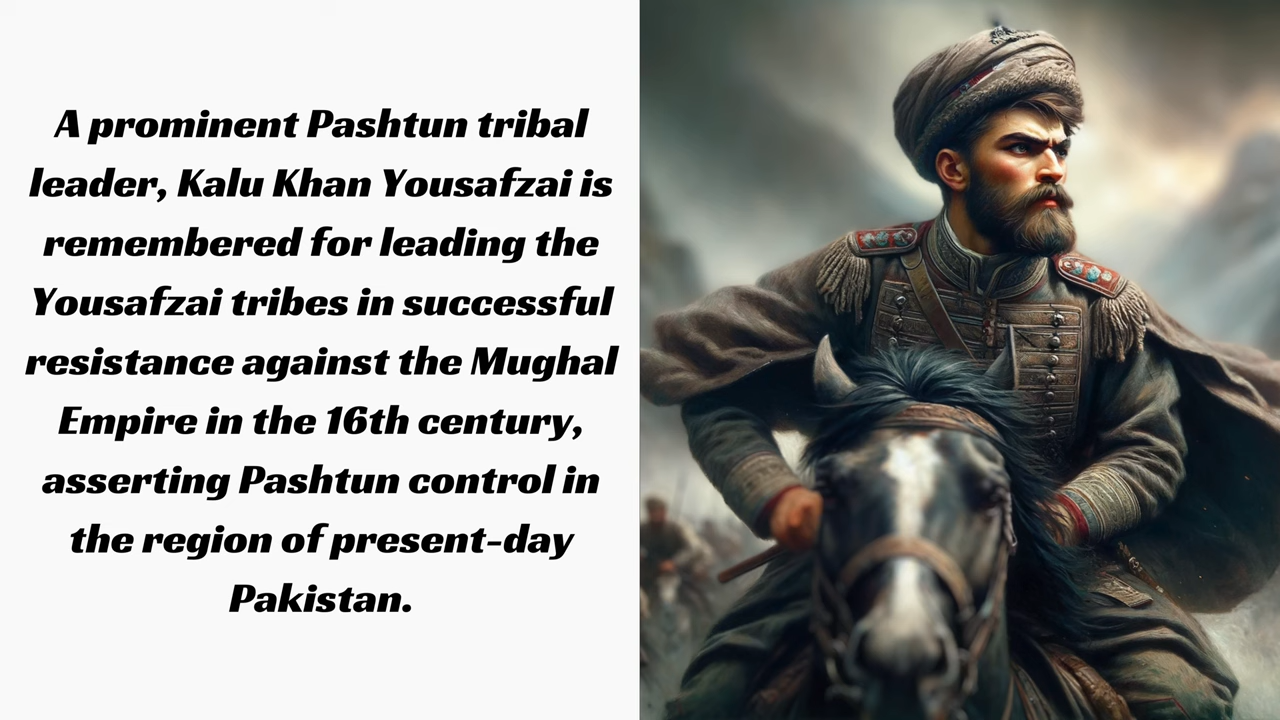 A prominent Pashtun tribal
leader, Kalu Khan Yousafzai is
remembered for leading the
Yousafzai tribes in successful
resistance against the Mughal
Empire in the 16th century,
asserting Pashtun control in
the region of present-day
Pakistan.